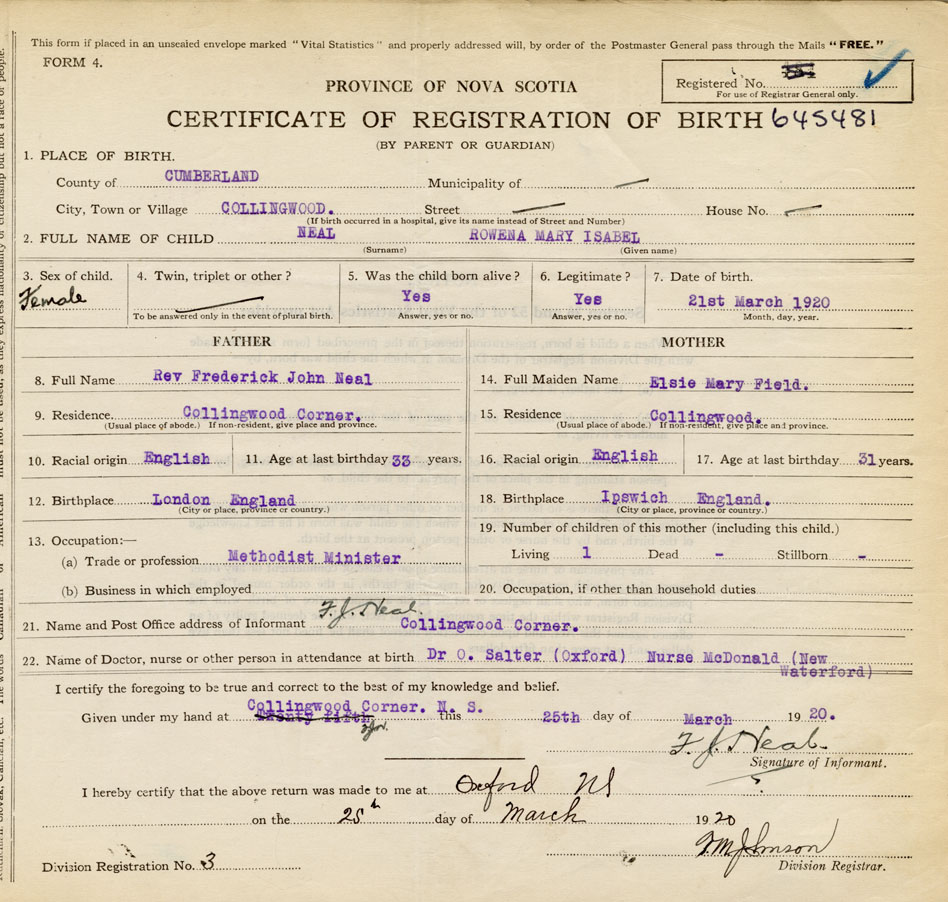 This form if placed in an unsealed envelope marked "Vital Statistics" and properly addressed will, by order of the Postmaster General pass through the Mails "FREE."
FORM 4.
Registered No.
For use of Registrar General only.
PROVINCE OF NOVA SCOTIA
CERTIFICATE OF REGISTRATION OF BIRTH 645481
(BY PARENT OR GUARDIAN)
1. PLACE OF BIRTH.
County of CUMBERLAND Municipality of —
City, Town or Village COLLINGWOOD. Street — House No. —
(If birth occurred in a hospital, give its name instead of Street and Number)
2. FULL NAME OF CHILD NEAL ROWENA MARY ISABEL
(Surname) (Given name)
3. Sex of child. 4. Twin, triplet or other? 5. Was the child born alive? 6. Legitimate? 7. Date of birth.
Female — Yes Yes 21st March 1920
To be answered only in the event of plural birth. Answer, yes or no. Answer, yes or no. Month, day, year.
FATHER MOTHER
8. Full Name Rev Frederick John Neal 14. Full Maiden Name Elsie Mary Field.
9. Residence. Collingwood Corner. 15. Residence Collingwood.
(Usual place of abode.) If non-resident, give place and province. (Usual place of abode.) If non-resident, give place and province.
10. Racial origin English 11. Age at last birthday 33 years. 16. Racial origin English 17. Age at last birthday 31 years.
12. Birthplace London England 18. Birthplace Ipswich England.
(City or place, province or country.) (City or place, province or country.)
13. Occupation:— 19. Number of children of this mother (including this child.)
(a) Trade or profession Methodist Minister Living 1 Dead - Stillborn -
(b) Business in which employed 20. Occupation, if other than household duties
21. Name and Post Office address of Informant F. J. Neal. Collingwood Corner.
22. Name of Doctor, nurse or other person in attendance at birth Dr O. Salter (Oxford) Nurse McDonald (New Waterford)
I certify the foregoing to be true and correct to the best of my knowledge and belief.
Collingwood Corner. N. S.
Given under my hand at Twenty fifth this 25th day of March 1920.
F. J. Neal.
Signature of Informant.
I hereby certify that the above return was made to me at Oxford NS
on the 25th day of March 1920
Division Registration No. 3
Division Registrar.